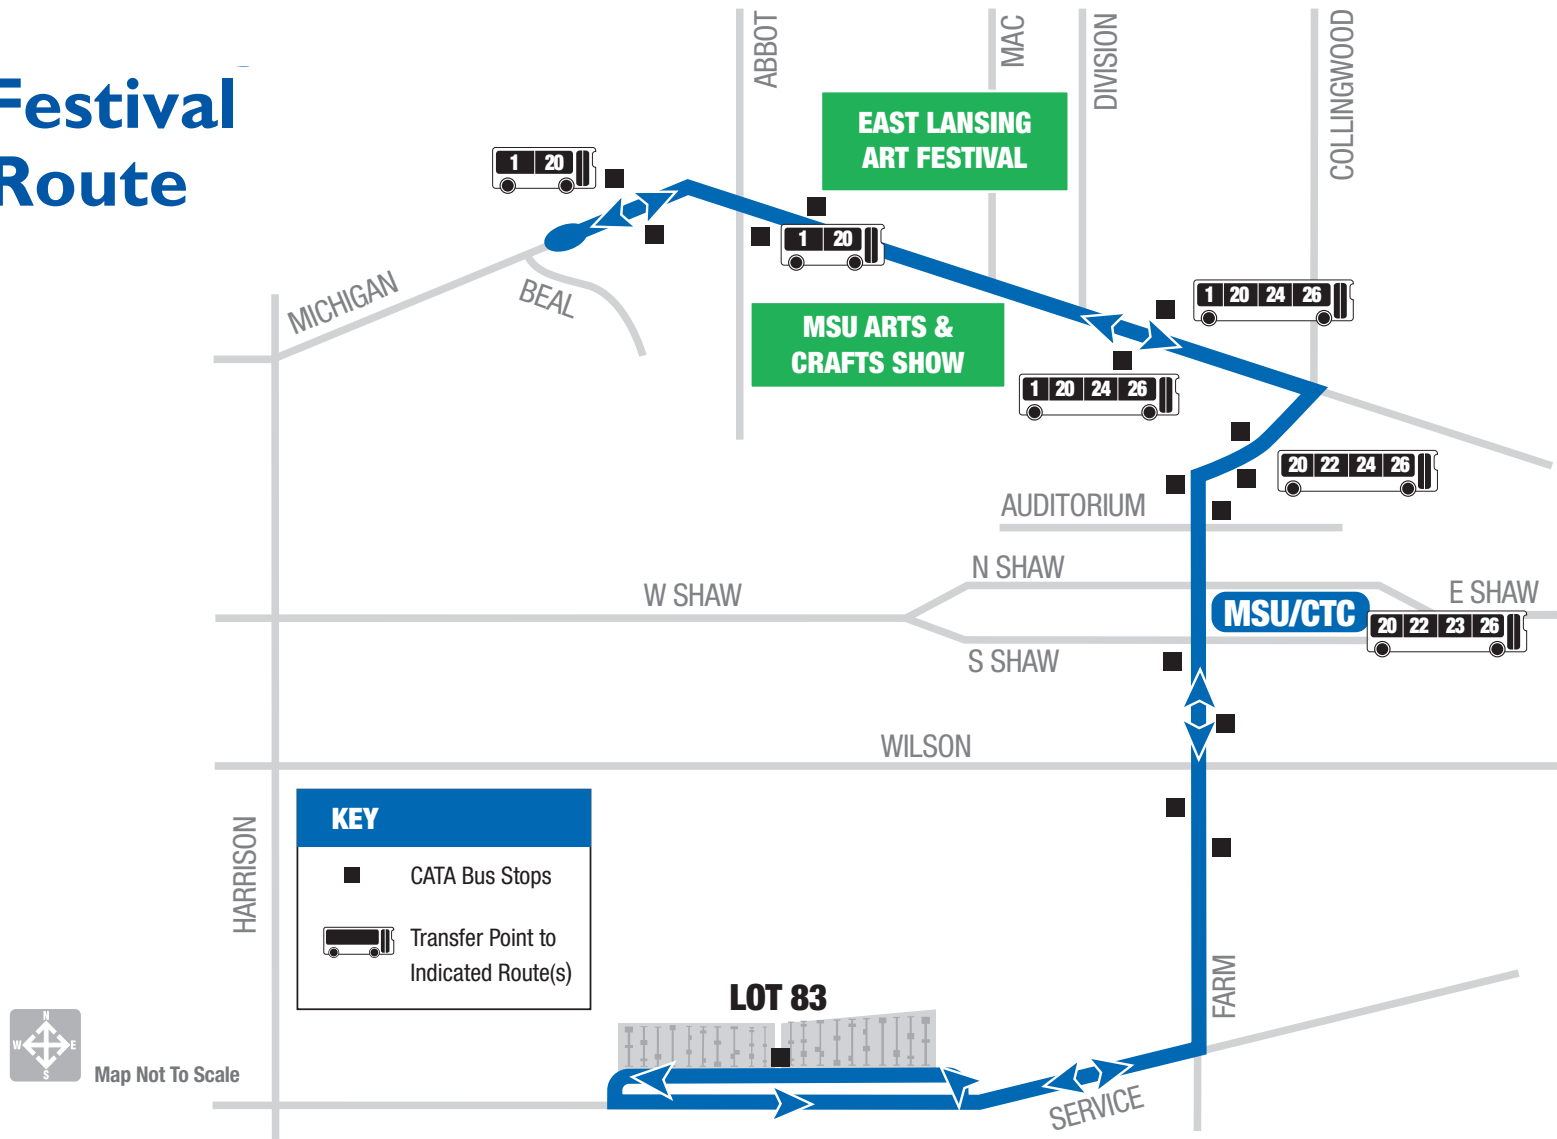 Festival
Route
ABBOT
MAC
DIVISION
COLLINGWOOD
EAST LANSING
ART FESTIVAL
1 20
1 20
1 20 24 26
MICHIGAN
BEAL
MSU ARTS &
CRAFTS SHOW
1 20 24 26
20 22 24 26
AUDITORIUM
N SHAW
W SHAW
E SHAW
MSU/CTC
20 22 23 26
S SHAW
WILSON
HARRISON
KEY
CATA Bus Stops
Transfer Point to
Indicated Route(s)
FARM
LOT 83
N
W E
S
Map Not To Scale
SERVICE